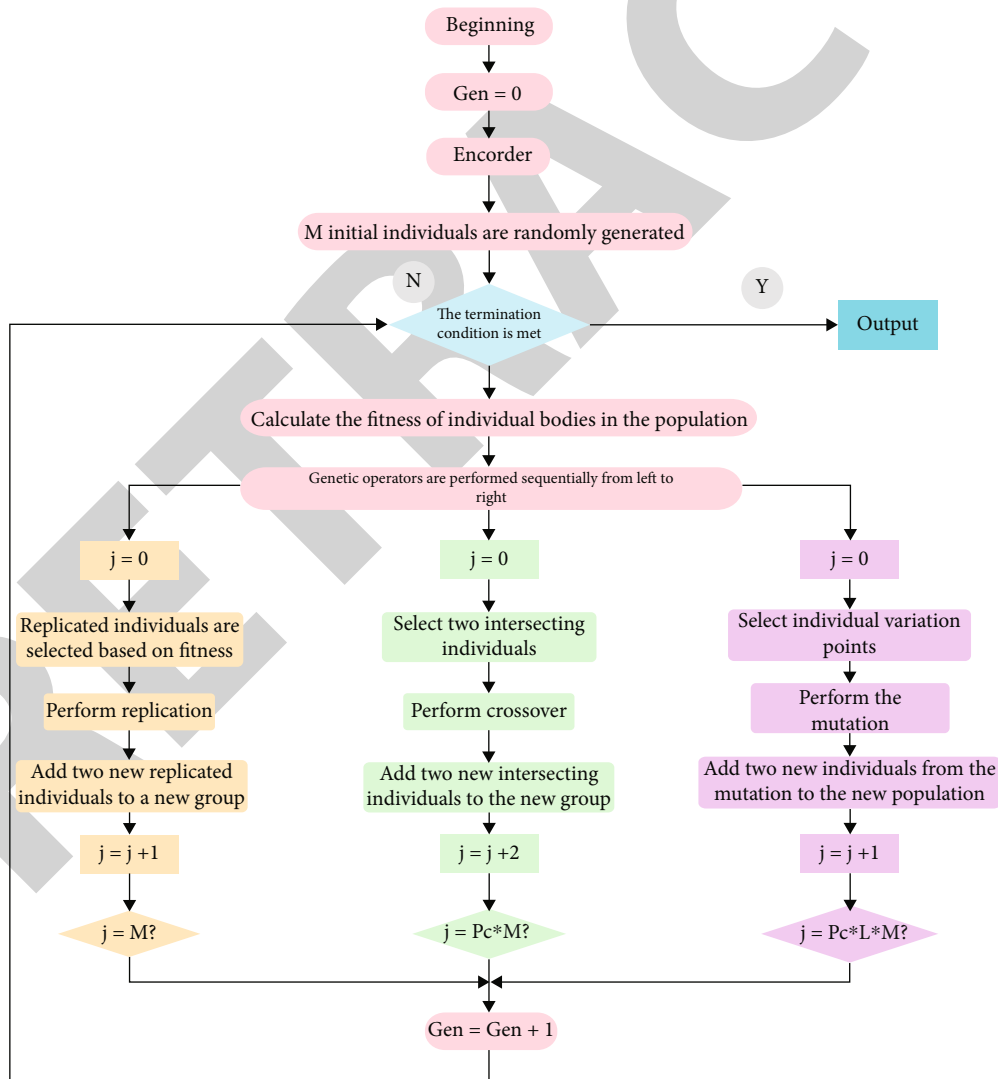 Beginning
Gen = 0
Encorder
M initial individuals are randomly generated
N
Y
The termination
condition is met
Output
Calculate the fitness of individual bodies in the population
Genetic operators are performed sequentially from left to
right
j = 0
Replicated individuals are
selected based on fitness
Perform replication
Add two new replicated
individuals to a new group
j = j +1
j = M?
j = 0
Select two intersecting
individuals
Perform crossover
Add two new intersecting
individuals to the new group
j = j +2
j = Pc*M?
j = 0
Select individual variation
points
Perform the
mutation
Add two new individuals from the
mutation to the new population
j = j +1
j = Pc*L*M?
Gen = Gen + 1
RETRAC